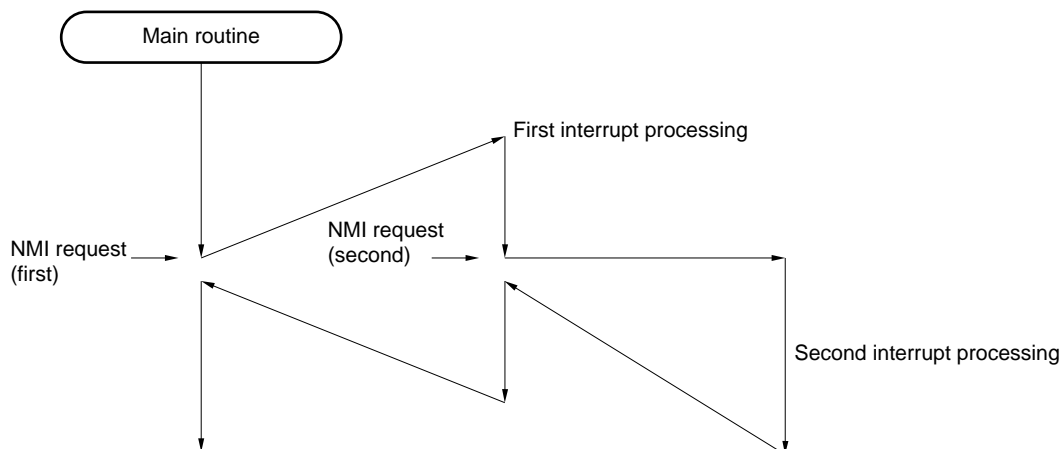 Main routine
First interrupt processing
NMI request
(second)
NMI request
(first)
Second interrupt processing